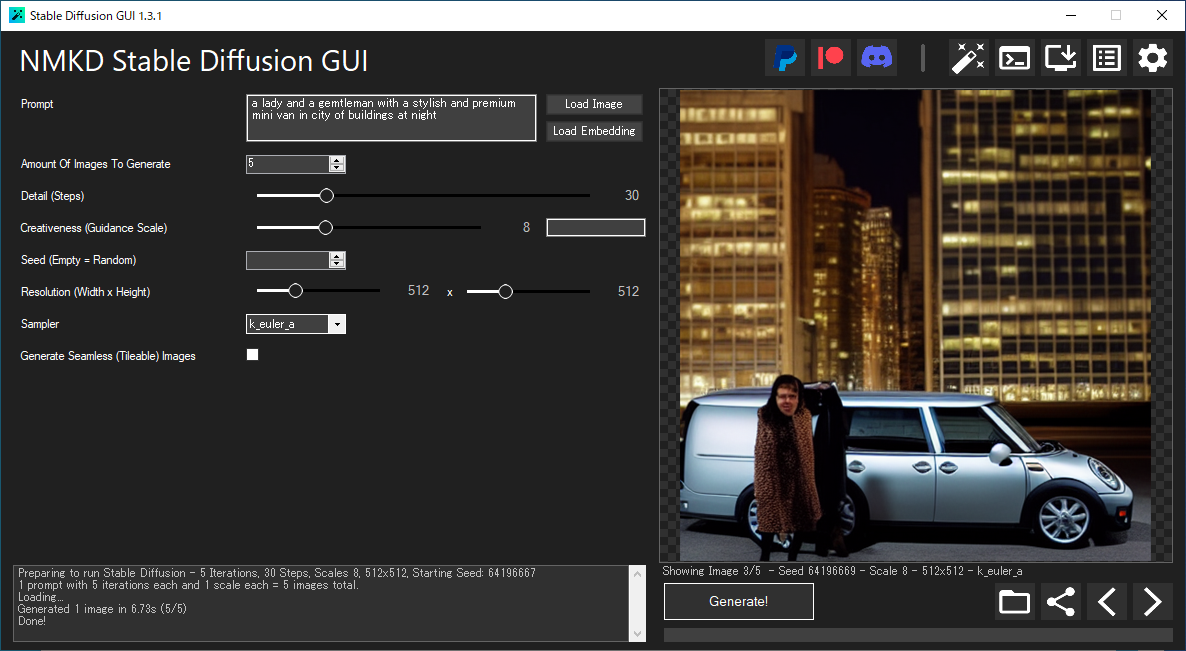 Stable Diffusion GUI 1.3.1
NMKD Stable Diffusion GUI
Prompt
a lady and a gemtleman with a stylish and premium
mini van in city of buildings at night
Load Image
Load Embedding
Amount Of Images To Generate
5
Detail (Steps)
30
Creativeness (Guidance Scale)
8
Seed (Empty = Random)
Resolution (Width x Height)
512 x 512
Sampler
k_euler_a
Generate Seamless (Tileable) Images
Preparing to run Stable Diffusion - 5 Iterations, 30 Steps, Scales 8, 512x512, Starting Seed: 64196667
1 prompt with 5 iterations each and 1 scale each = 5 images total.
Loading...
Generated 1 image in 6.73s (5/5)
Done!
Showing Image 3/5 - Seed 64196669 - Scale 8 - 512x512 - k_euler_a
Generate!